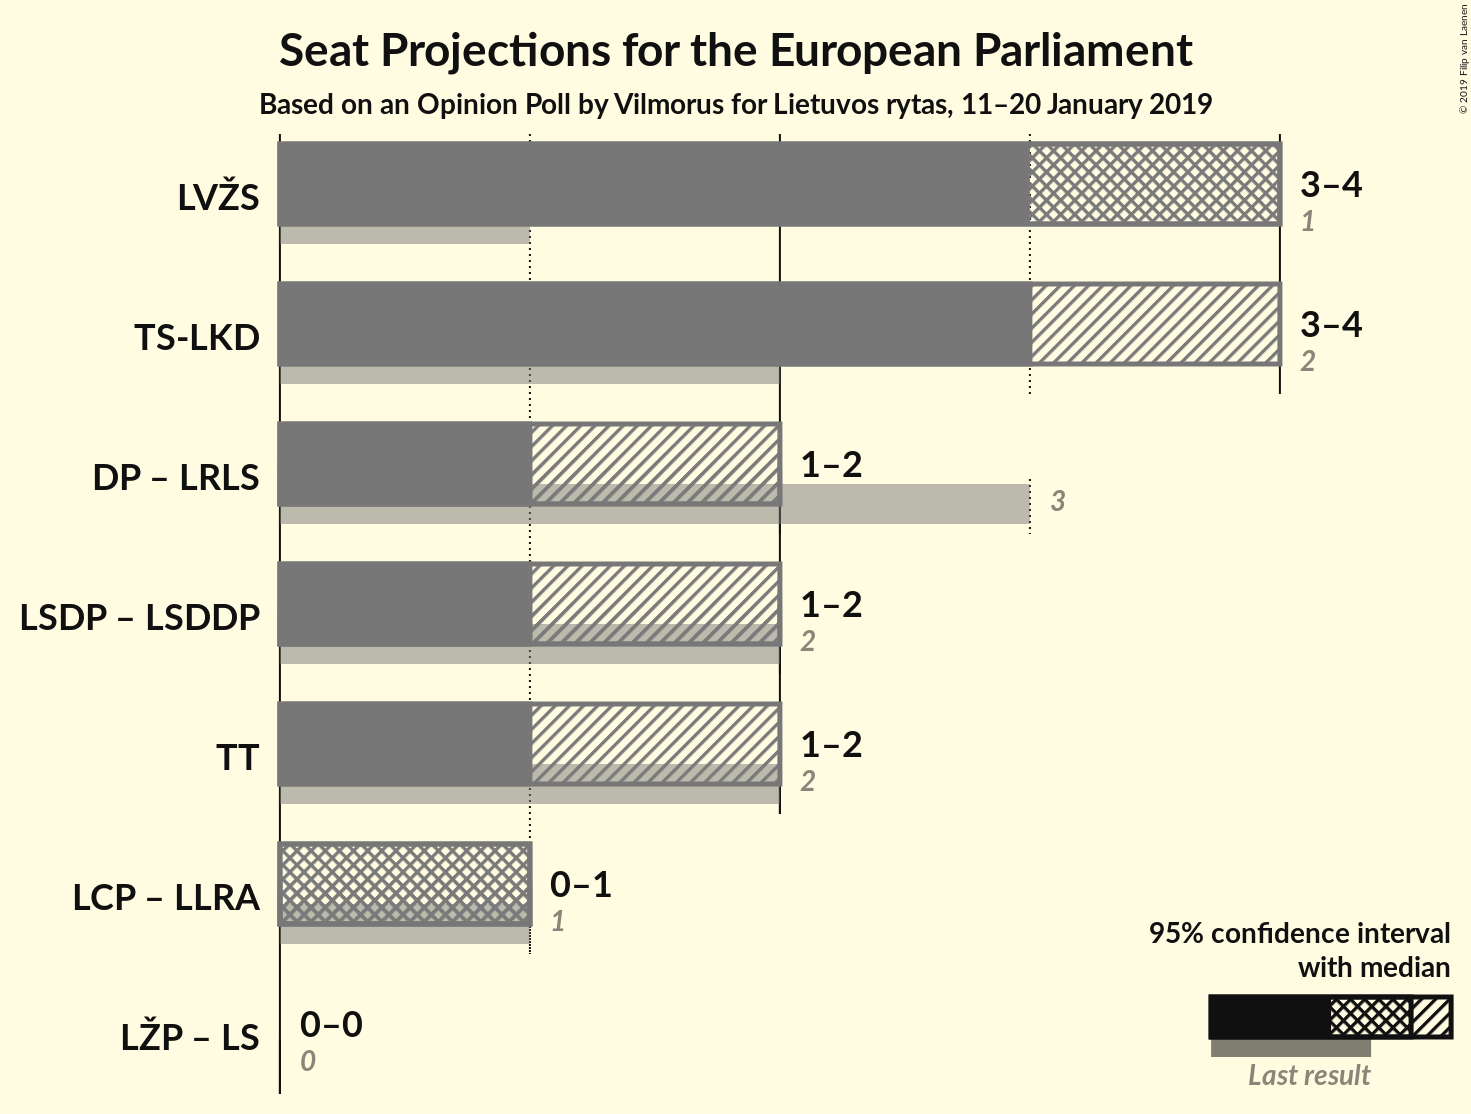 Seat Projections for the European Parliament
Based on an Opinion Poll by Vilmorus for Lietuvos rytas, 11–20 January 2019
© 2019 Filip van Laenen
LVŽS
3–4
1
TS-LKD
3–4
2
DP – LRLS
1–2
3
LSDP – LSDDP
1–2
2
TT
1–2
2
LCP – LLRA
0–1
1
LŽP – LS
0–0
0
95% confidence interval
with median
Last result